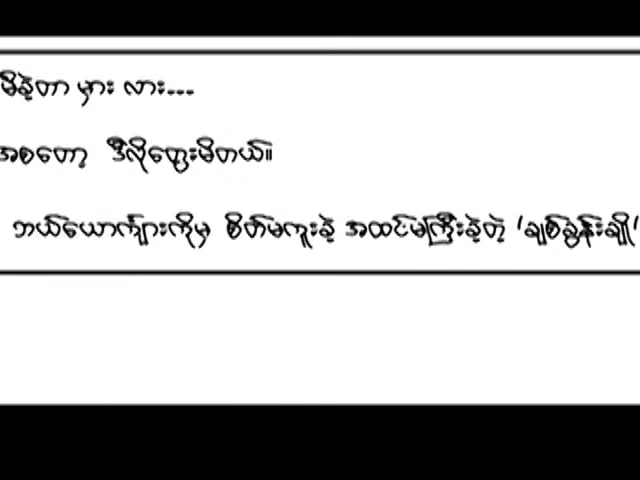 မိခဲ့တာ မှား လား...
အစတော့ ဒီလိုတွေးမိတယ်။
ဘယ်ယောက်ျားကိုမှ စိတ်မကူးခဲ့ အထင်မကြီးခဲ့တဲ့ 'ချစ်ခွန်းချို'